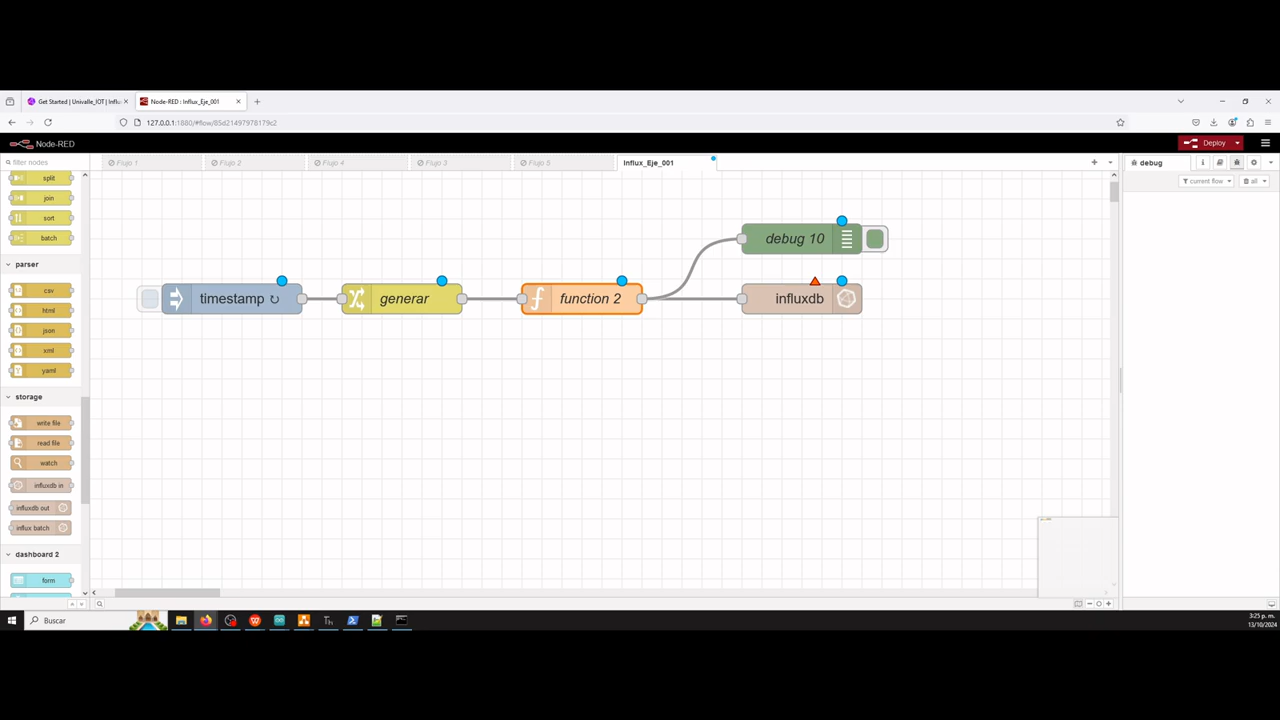 Get Started | Univalle_IOT | Influ
Node-RED : Influx_Eje_001
127.0.0.1:1880/#flow/85d21497978179c2
Node-RED
Deploy
filter nodes
Flujo 1
Flujo 2
Flujo 4
Flujo 3
Flujo 5
Influx_Eje_001
debug
current flow
all
split
join
sort
batch
parser
csv
html
json
xml
yaml
storage
write file
read file
watch
influxdb in
influxdb out
influx batch
dashboard 2
form
timestamp ↻
generar
function 2
debug 10
influxdb
Buscar
3:25 p. m.
13/10/2024